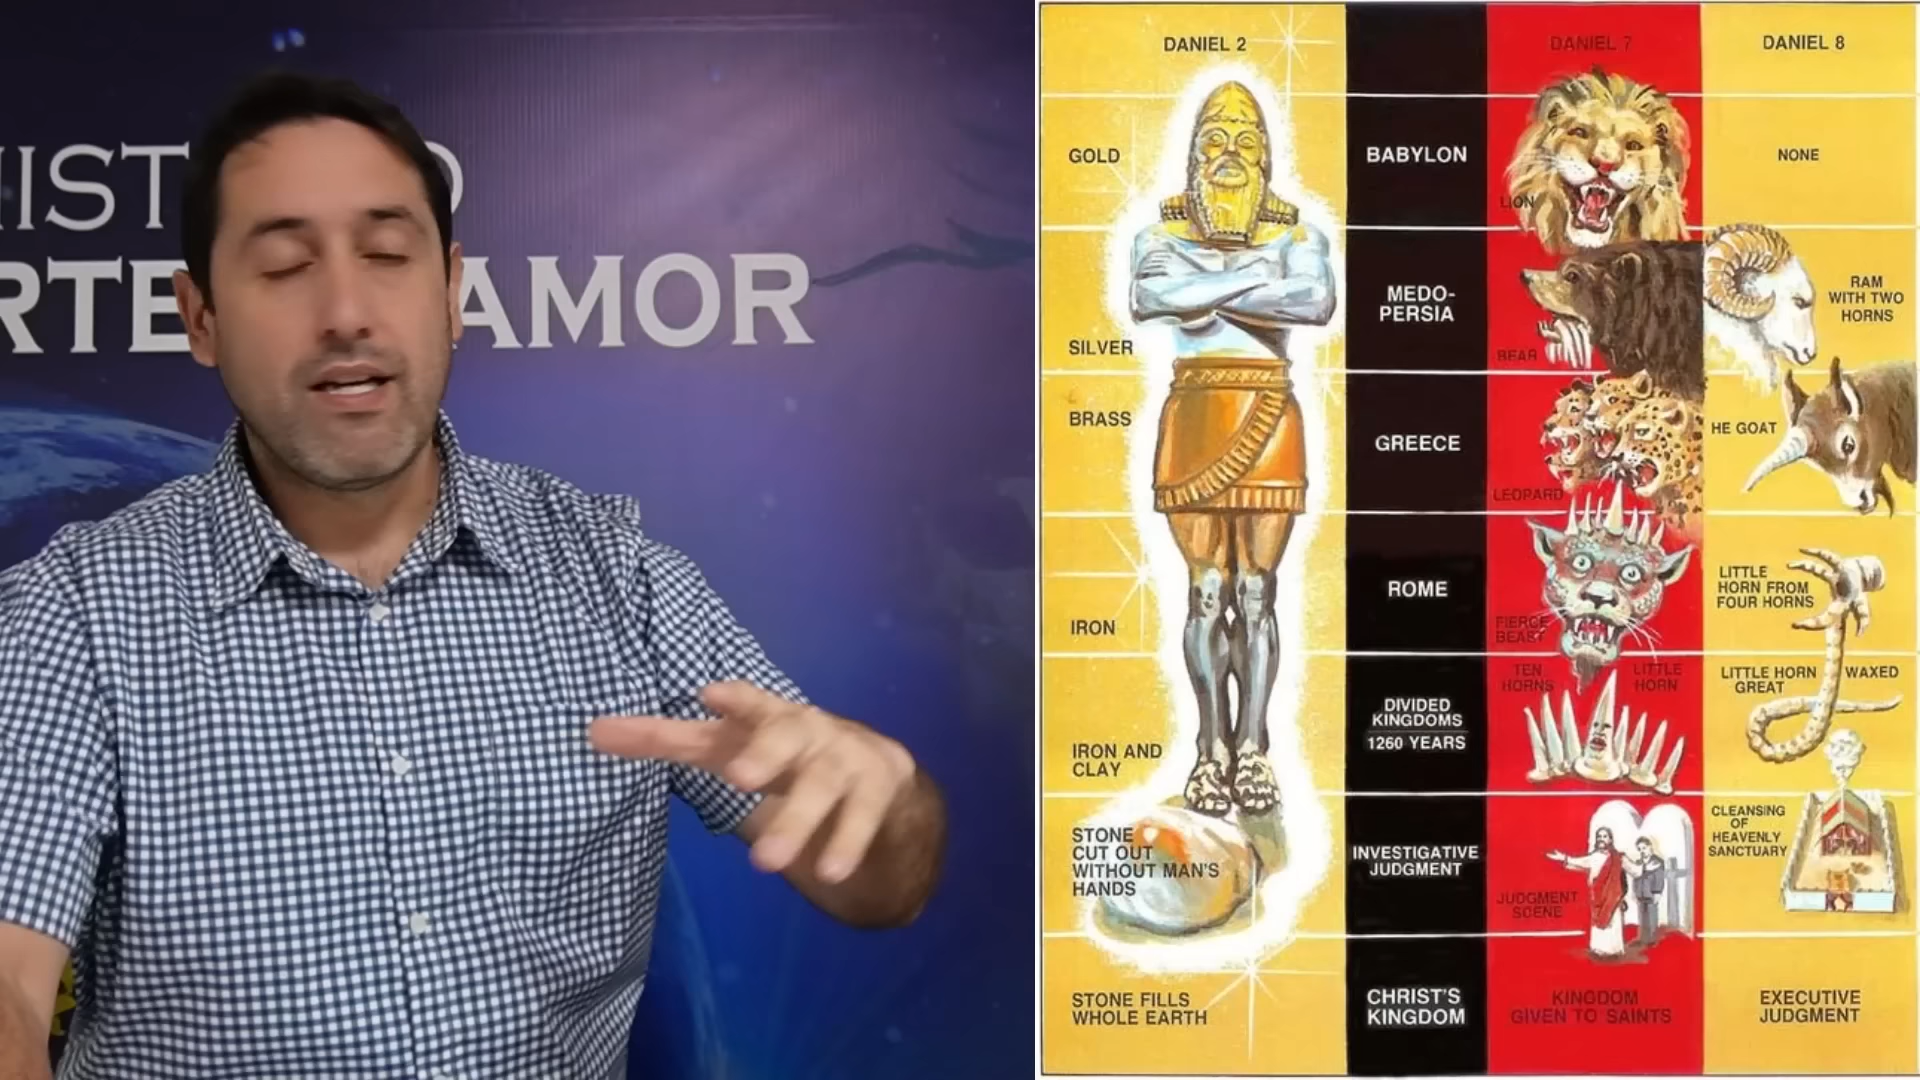 IIST O
RTE AMOR
DANIEL 2
DANIEL 7
DANIEL 8
GOLD
BABYLON
LION
NONE
SILVER
MEDO-
PERSIA
BEAR
RAM
WITH TWO
HORNS
BRASS
GREECE
LEOPARD
HE GOAT
IRON
ROME
FIERCE
BEAST
LITTLE
HORN FROM
FOUR HORNS
IRON AND
CLAY
DIVIDED
KINGDOMS
1260 YEARS
TEN
HORNS
LITTLE
HORN
LITTLE HORN WAXED
GREAT
STONE
CUT OUT
WITHOUT MAN'S
HANDS
INVESTIGATIVE
JUDGMENT
JUDGMENT
SCENE
CLEANSING
OF
HEAVENLY
SANCTUARY
STONE FILLS
WHOLE EARTH
CHRIST'S
KINGDOM
KINGDOM
GIVEN TO SAINTS
EXECUTIVE
JUDGMENT